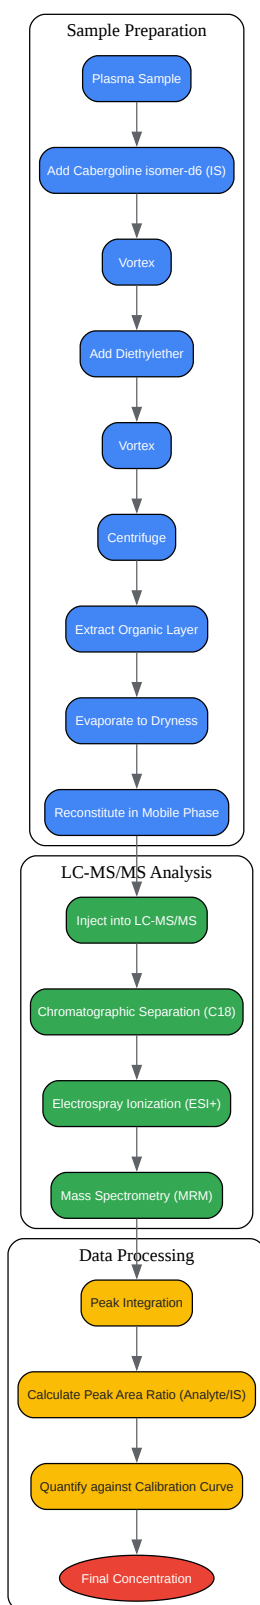 Sample Preparation
Plasma Sample
Add Cabergoline isomer-d6 (IS)
Vortex
Add Diethylether
Vortex
Centrifuge
Extract Organic Layer
Evaporate to Dryness
Reconstitute in Mobile Phase
LC-MS/MS Analysis
Inject into LC-MS/MS
Chromatographic Separation (C18)
Electrospray Ionization (ESI+)
Mass Spectrometry (MRM)
Data Processing
Peak Integration
Calculate Peak Area Ratio (Analyte/IS)
Quantify against Calibration Curve
Final Concentration